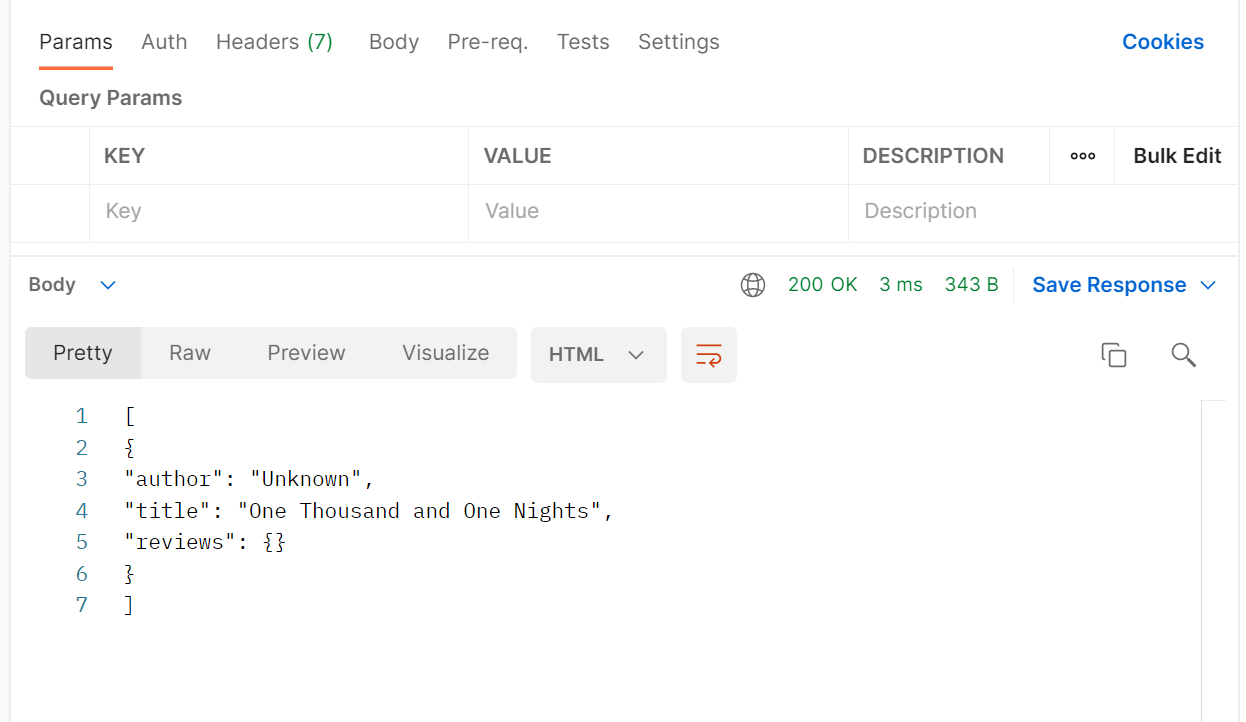 Params Auth Headers (7) Body Pre-req. Tests Settings Cookies
Query Params
KEY VALUE DESCRIPTION ooo Bulk Edit
Key Value Description
Body 200 OK 3 ms 343 B Save Response
Pretty Raw Preview Visualize HTML
1 [
2 {
3 "author": "Unknown",
4 "title": "One Thousand and One Nights",
5 "reviews": {}
6 }
7 ]